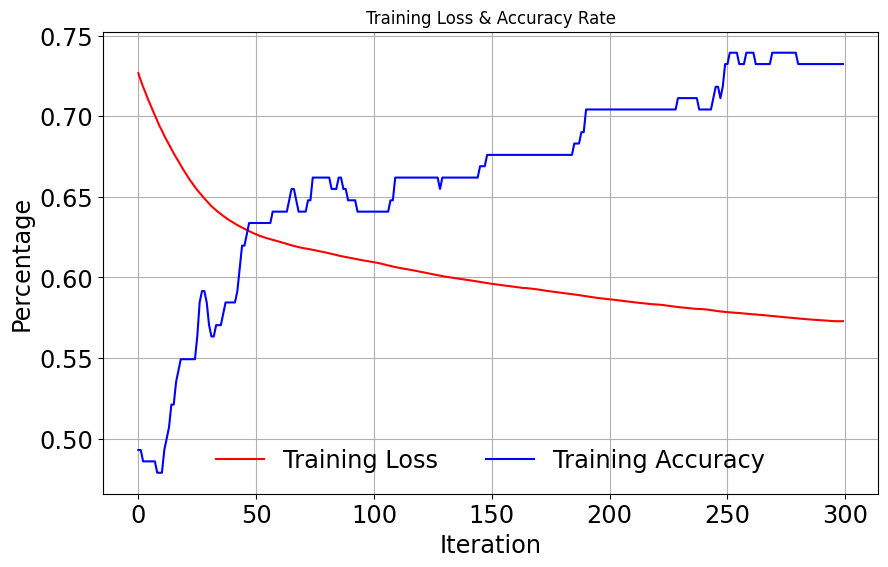 Training Loss & Accuracy Rate
0.75
0.70
0.65
0.60
0.55
0.50
Percentage
Training Loss
Training Accuracy
0 50 100 150 200 250 300
Iteration